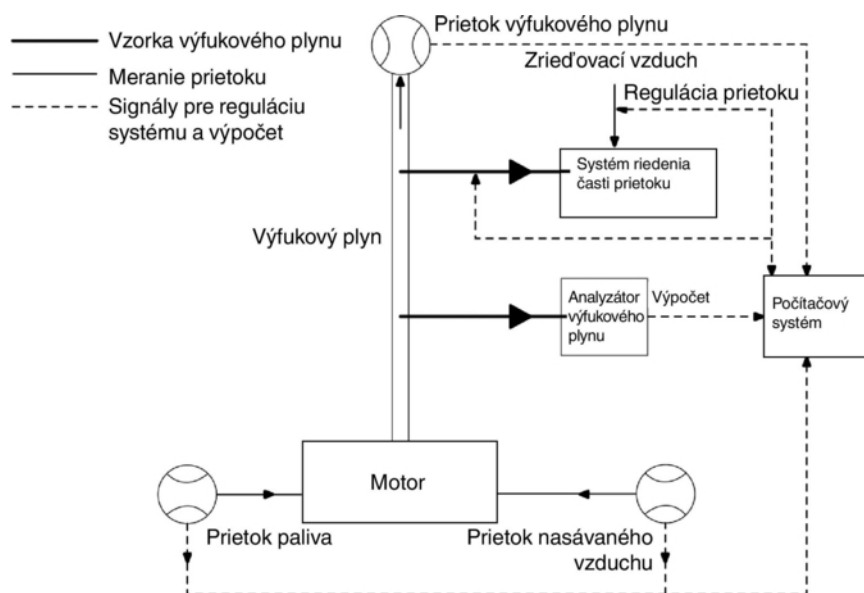 Vzorka výfukového plynu
Meranie prietoku
Signály pre reguláciu
systému a výpočet
Prietok výfukového plynu
Zrieďovací vzduch
Regulácia prietoku
Systém riedenia
časti prietoku
Výfukový plyn
Analyzátor
výfukového
plynu
Výpočet
Počítačový
systém
Motor
Prietok paliva
Prietok nasávaného
vzduchu